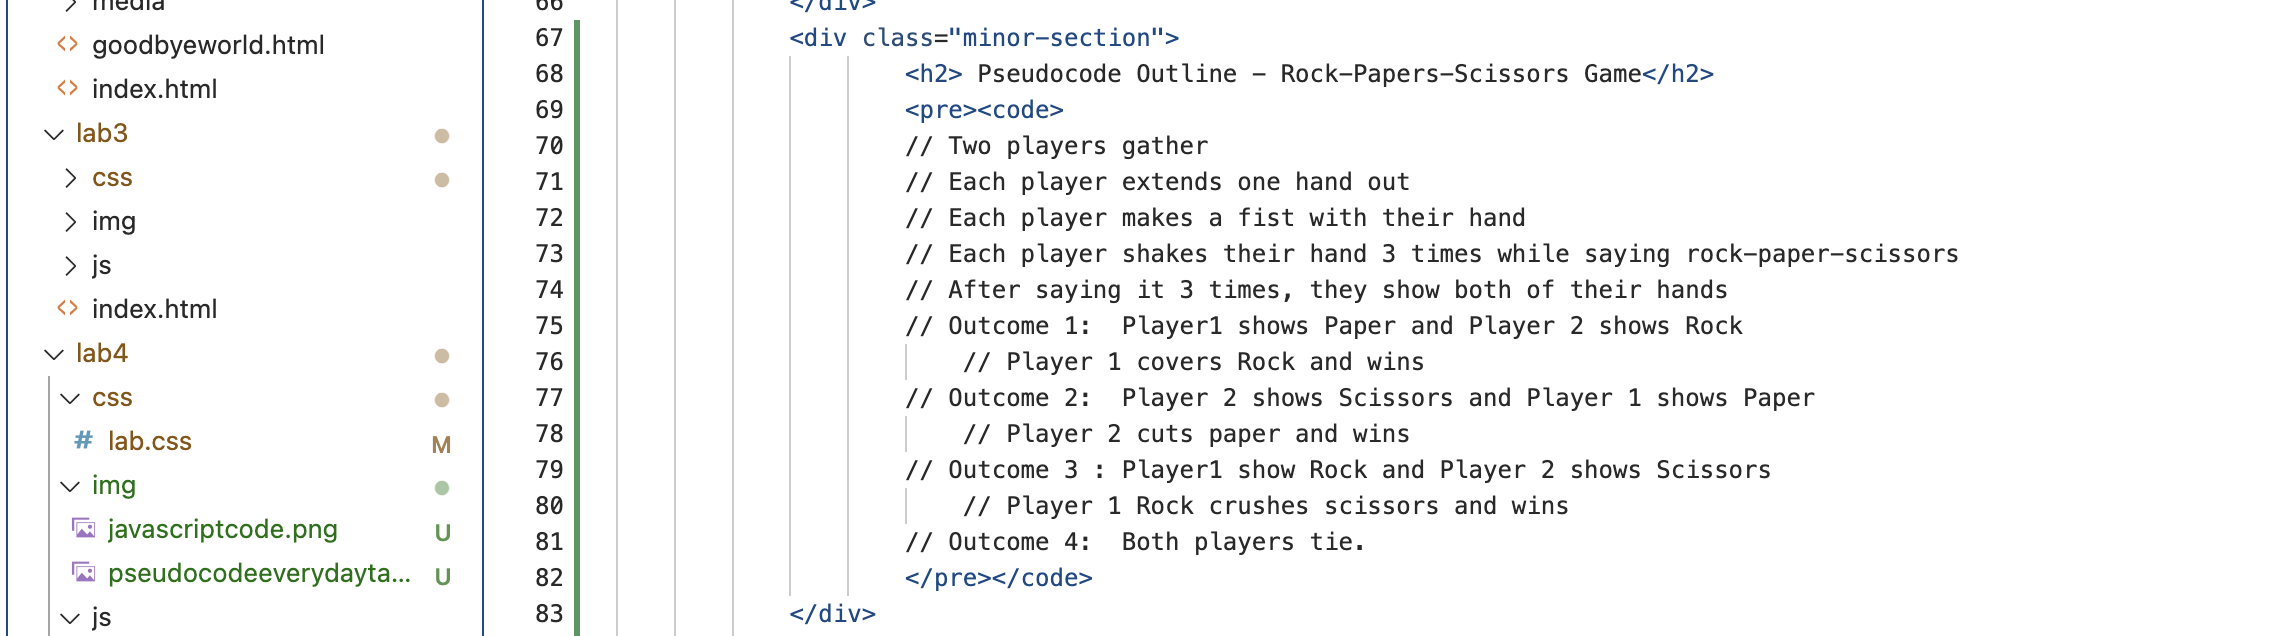 media
goodbyeworld.html
index.html
lab3
css
img
js
index.html
lab4
css
# lab.css M
img
javascriptcode.png U
pseudocodeeverydayta... U
js
66 </div>
67 <div class="minor-section">
68 <h2> Pseudocode Outline - Rock-Papers-Scissors Game</h2>
69 <pre><code>
70 // Two players gather
71 // Each player extends one hand out
72 // Each player makes a fist with their hand
73 // Each player shakes their hand 3 times while saying rock-paper-scissors
74 // After saying it 3 times, they show both of their hands
75 // Outcome 1:  Player1 shows Paper and Player 2 shows Rock
76 // Player 1 covers Rock and wins
77 // Outcome 2:  Player 2 shows Scissors and Player 1 shows Paper
78 // Player 2 cuts paper and wins
79 // Outcome 3 : Player1 show Rock and Player 2 shows Scissors
80 // Player 1 Rock crushes scissors and wins
81 // Outcome 4:  Both players tie.
82 </pre></code>
83 </div>